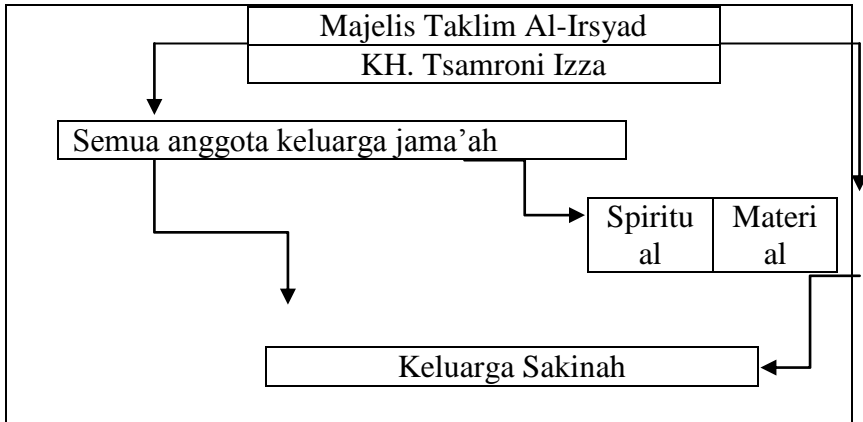 Majelis Taklim Al-Irsyad
KH. Tsamroni Izza
Semua anggota keluarga jama’ah
Spiritu
al
Materi
al
Keluarga Sakinah